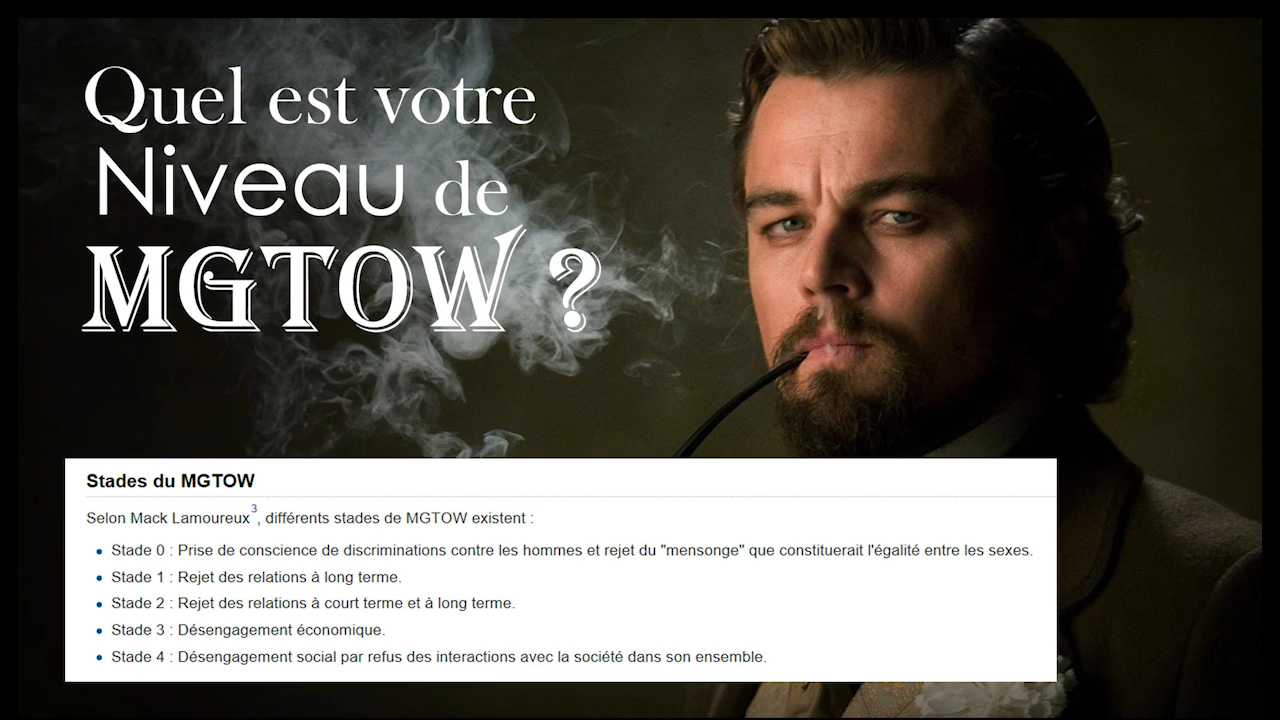 Quel est votre
Niveau de
MGTOW ?
Stades du MGTOW
Selon Mack Lamoureux³, différents stades de MGTOW existent :
• Stade 0 : Prise de conscience de discriminations contre les hommes et rejet du "mensonge" que constituerait l'égalité entre les sexes.
• Stade 1 : Rejet des relations à long terme.
• Stade 2 : Rejet des relations à court terme et à long terme.
• Stade 3 : Désengagement économique.
• Stade 4 : Désengagement social par refus des interactions avec la société dans son ensemble.